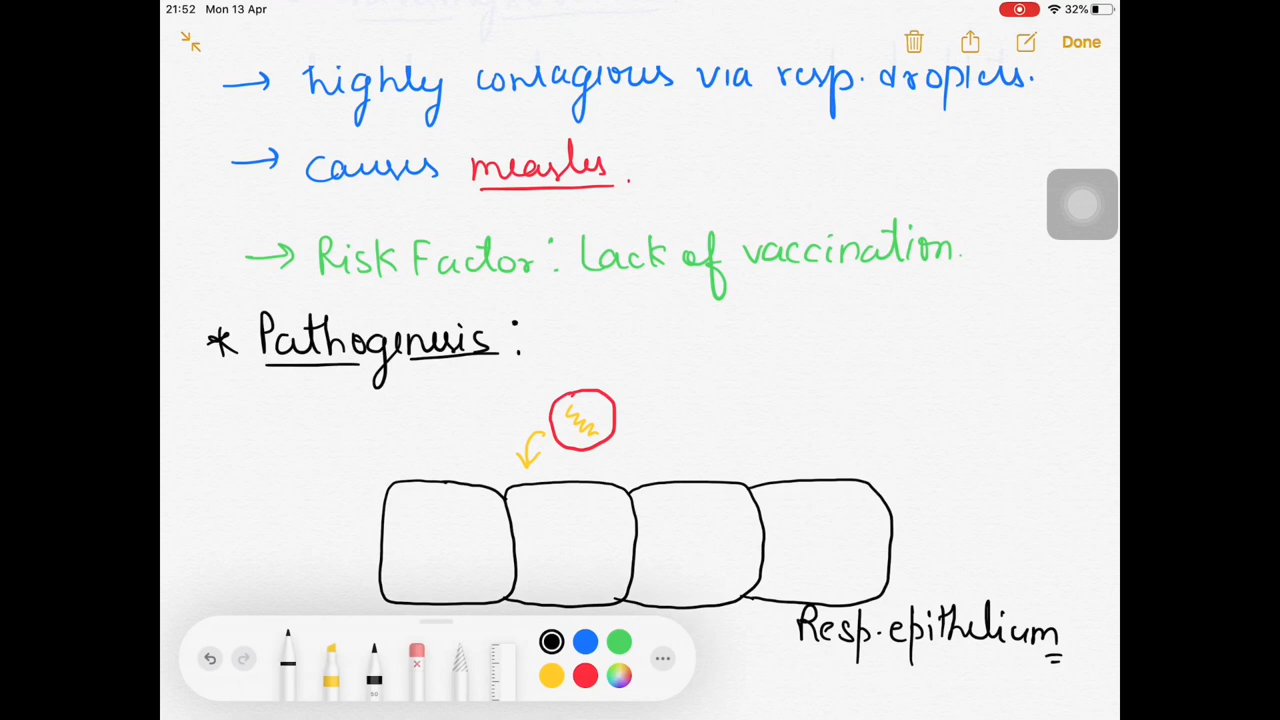 21:52 Mon 13 Apr 32%
Done
→ highly contagious via resp. droplets.
→ causes measles.
→ Risk Factor: Lack of vaccination.
* Pathogenesis:
Resp. epithelium